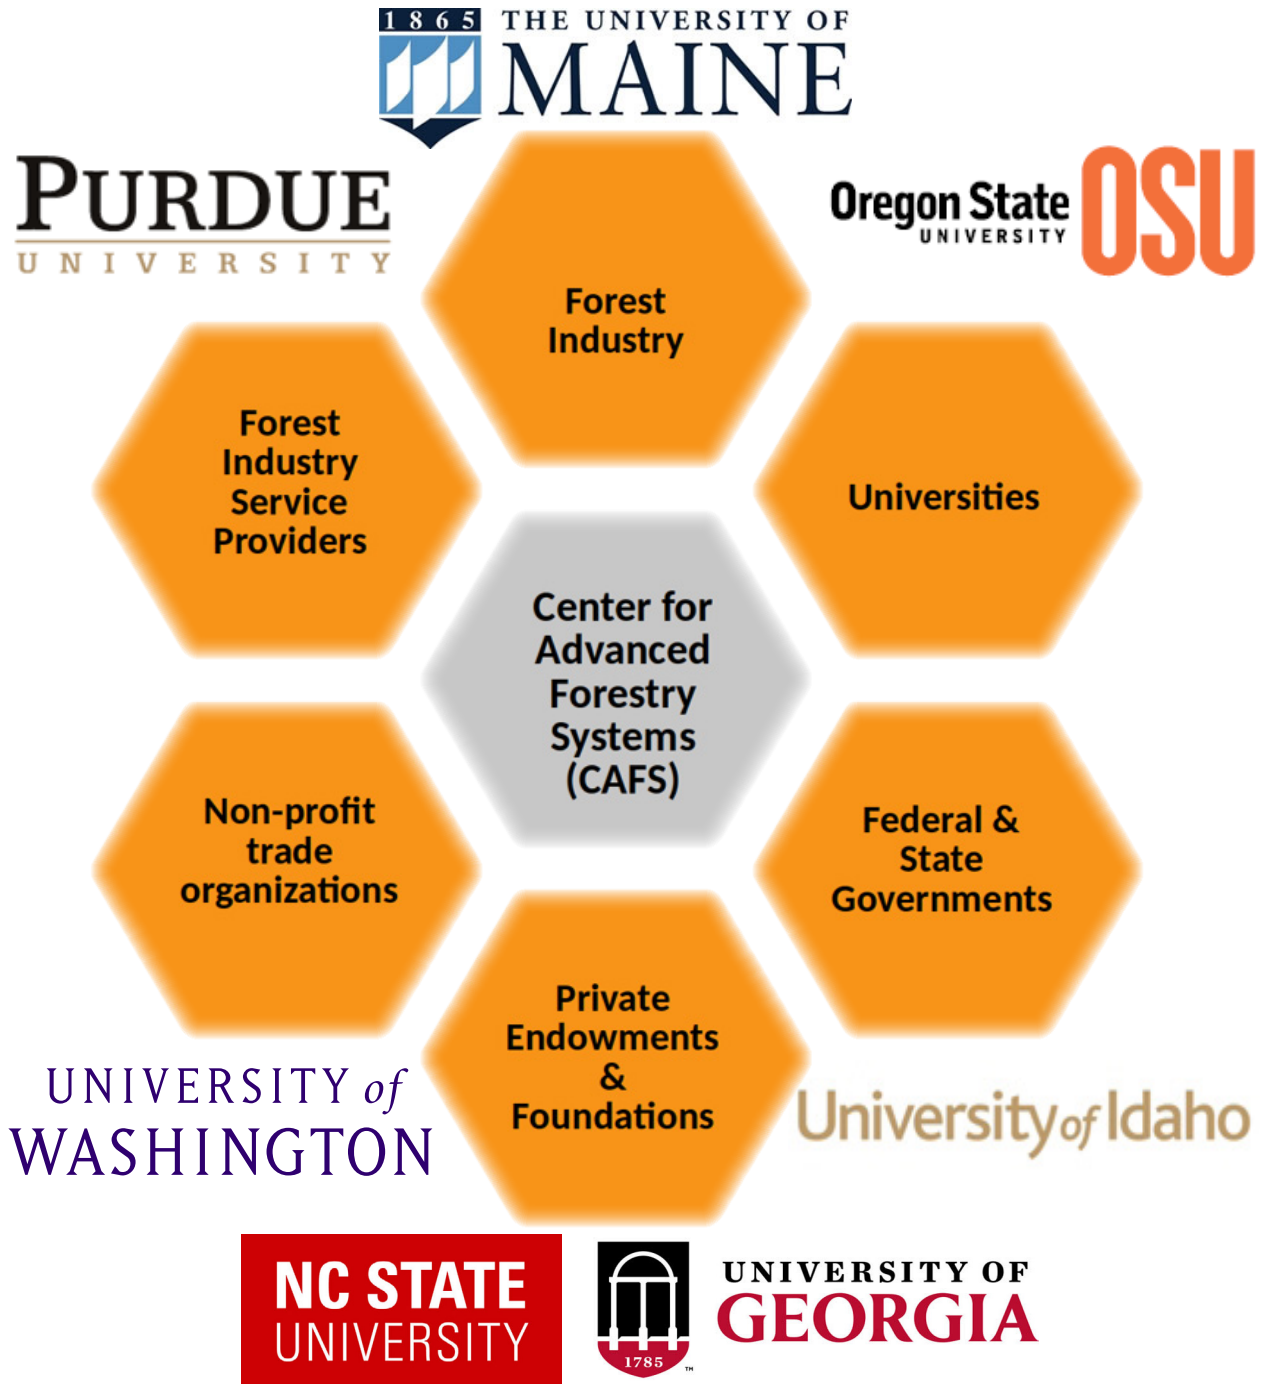 1865
THE UNIVERSITY OF
MAINE
PURDUE
UNIVERSITY
Oregon State
UNIVERSITY
OSU
Forest
Industry
Forest
Industry
Service
Providers
Universities
Center for
Advanced
Forestry
Systems
(CAFS)
Non-profit
trade
organizations
Federal &
State
Governments
Private
Endowments
&
Foundations
UNIVERSITY of
WASHINGTON
University of Idaho
NC STATE
UNIVERSITY
1785
™
UNIVERSITY OF
GEORGIA